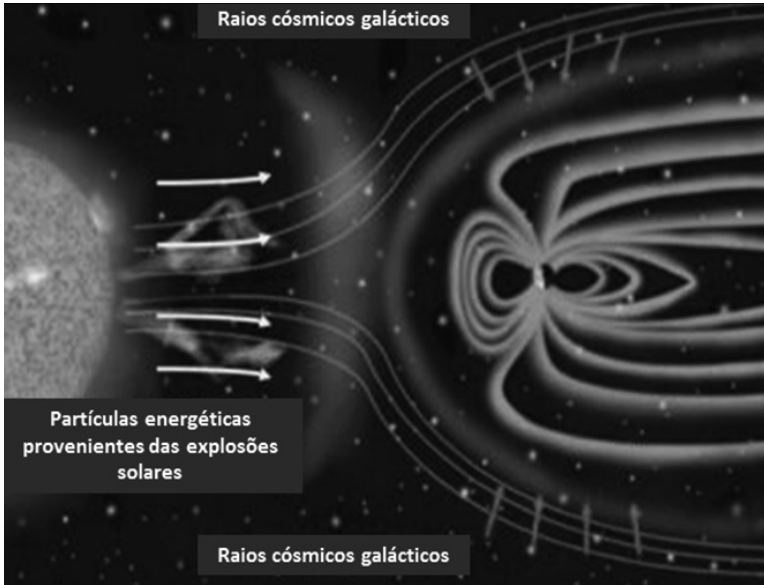 Raios cósmicos galácticos
Partículas energéticas
provenientes das explosões
solares
Raios cósmicos galácticos